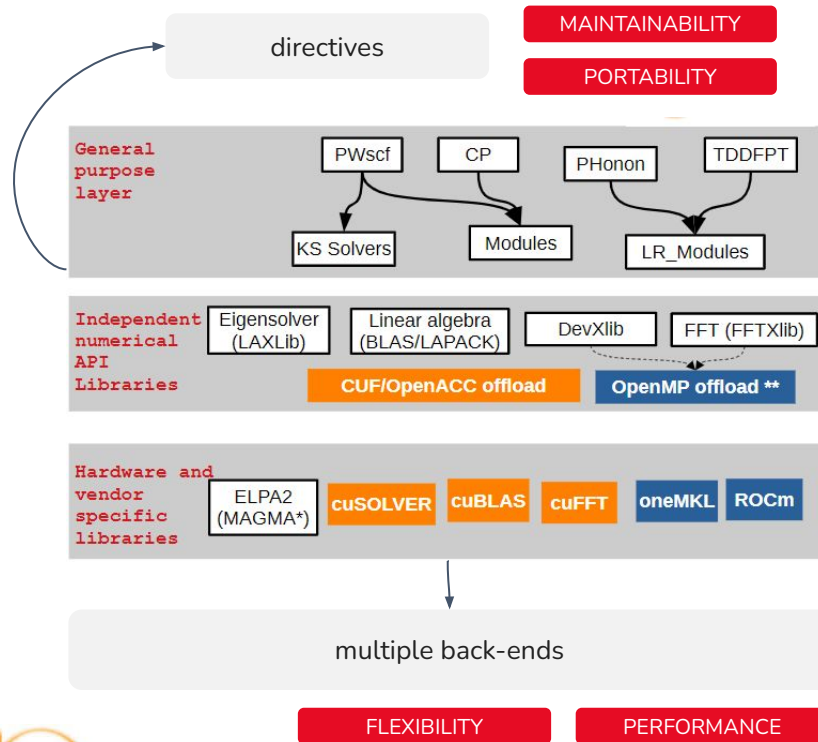 directives
MAINTAINABILITY
PORTABILITY
General
purpose
layer
PWscf
CP
PHonon
TDDFPT
KS Solvers
Modules
LR_Modules
Independent
numerical
API
Libraries
Eigensolver
(LAXLib)
Linear algebra
(BLAS/LAPACK)
DevXlib
FFT (FFTXlib)
CUF/OpenACC offload
OpenMP offload **
Hardware and
vendor
specific
libraries
ELPA2
(MAGMA*)
cuSOLVER
cuBLAS
cuFFT
oneMKL
ROCm
multiple back-ends
FLEXIBILITY
PERFORMANCE